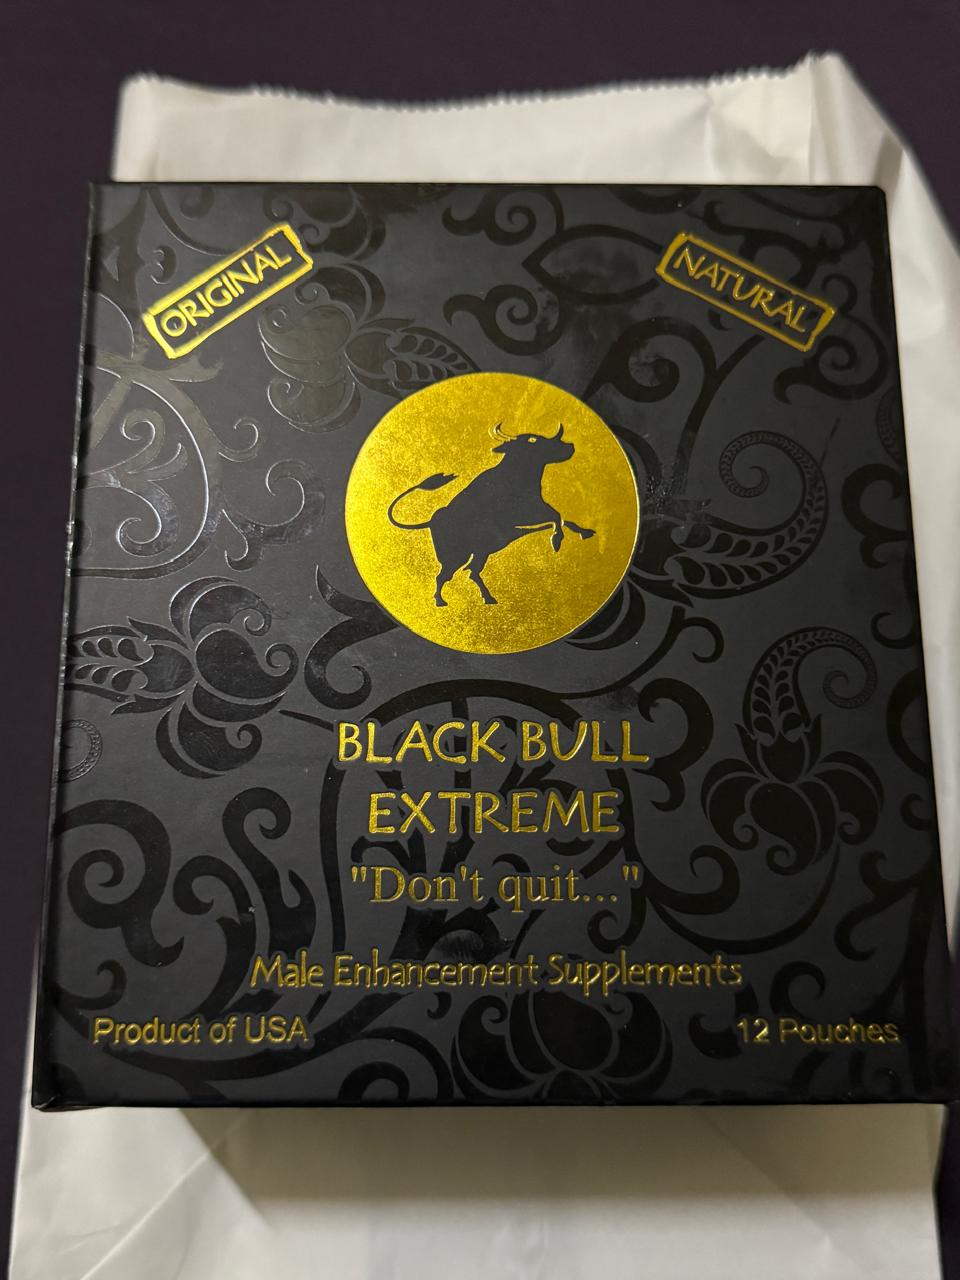 ORIGINAL
NATURAL
BLACK BULL
EXTREME
"Don't quit..."
Male Enhancement Supplements
Product of USA
12 Pouches